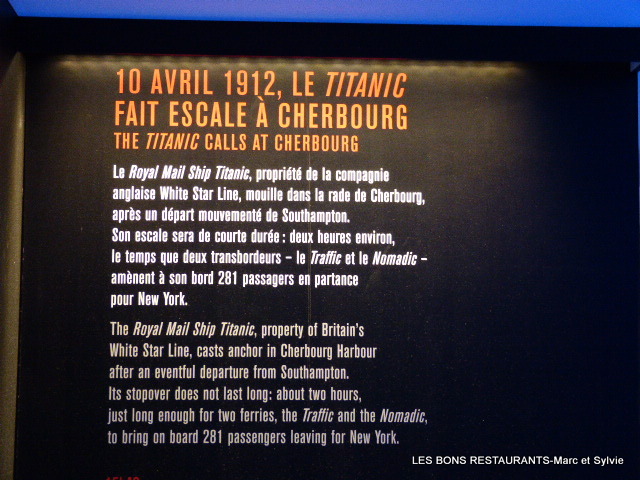 10 AVRIL 1912, LE TITANIC
FAIT ESCALE À CHERBOURG
THE TITANIC CALLS AT CHERBOURG
Le Royal Mail Ship Titanic, propriété de la compagnie
anglaise White Star Line, mouille dans la rade de Cherbourg,
après un départ mouvementé de Southampton.
Son escale sera de courte durée : deux heures environ,
le temps que deux transbordeurs – le Traffic et le Nomadic –
amènent à son bord 281 passagers en partance
pour New York.
The Royal Mail Ship Titanic, property of Britain's
White Star Line, casts anchor in Cherbourg Harbour
after an eventful departure from Southampton.
Its stopover does not last long: about two hours,
just long enough for two ferries, the Traffic and the Nomadic,
to bring on board 281 passengers leaving for New York.
LES BONS RESTAURANTS-Marc et Sylvie